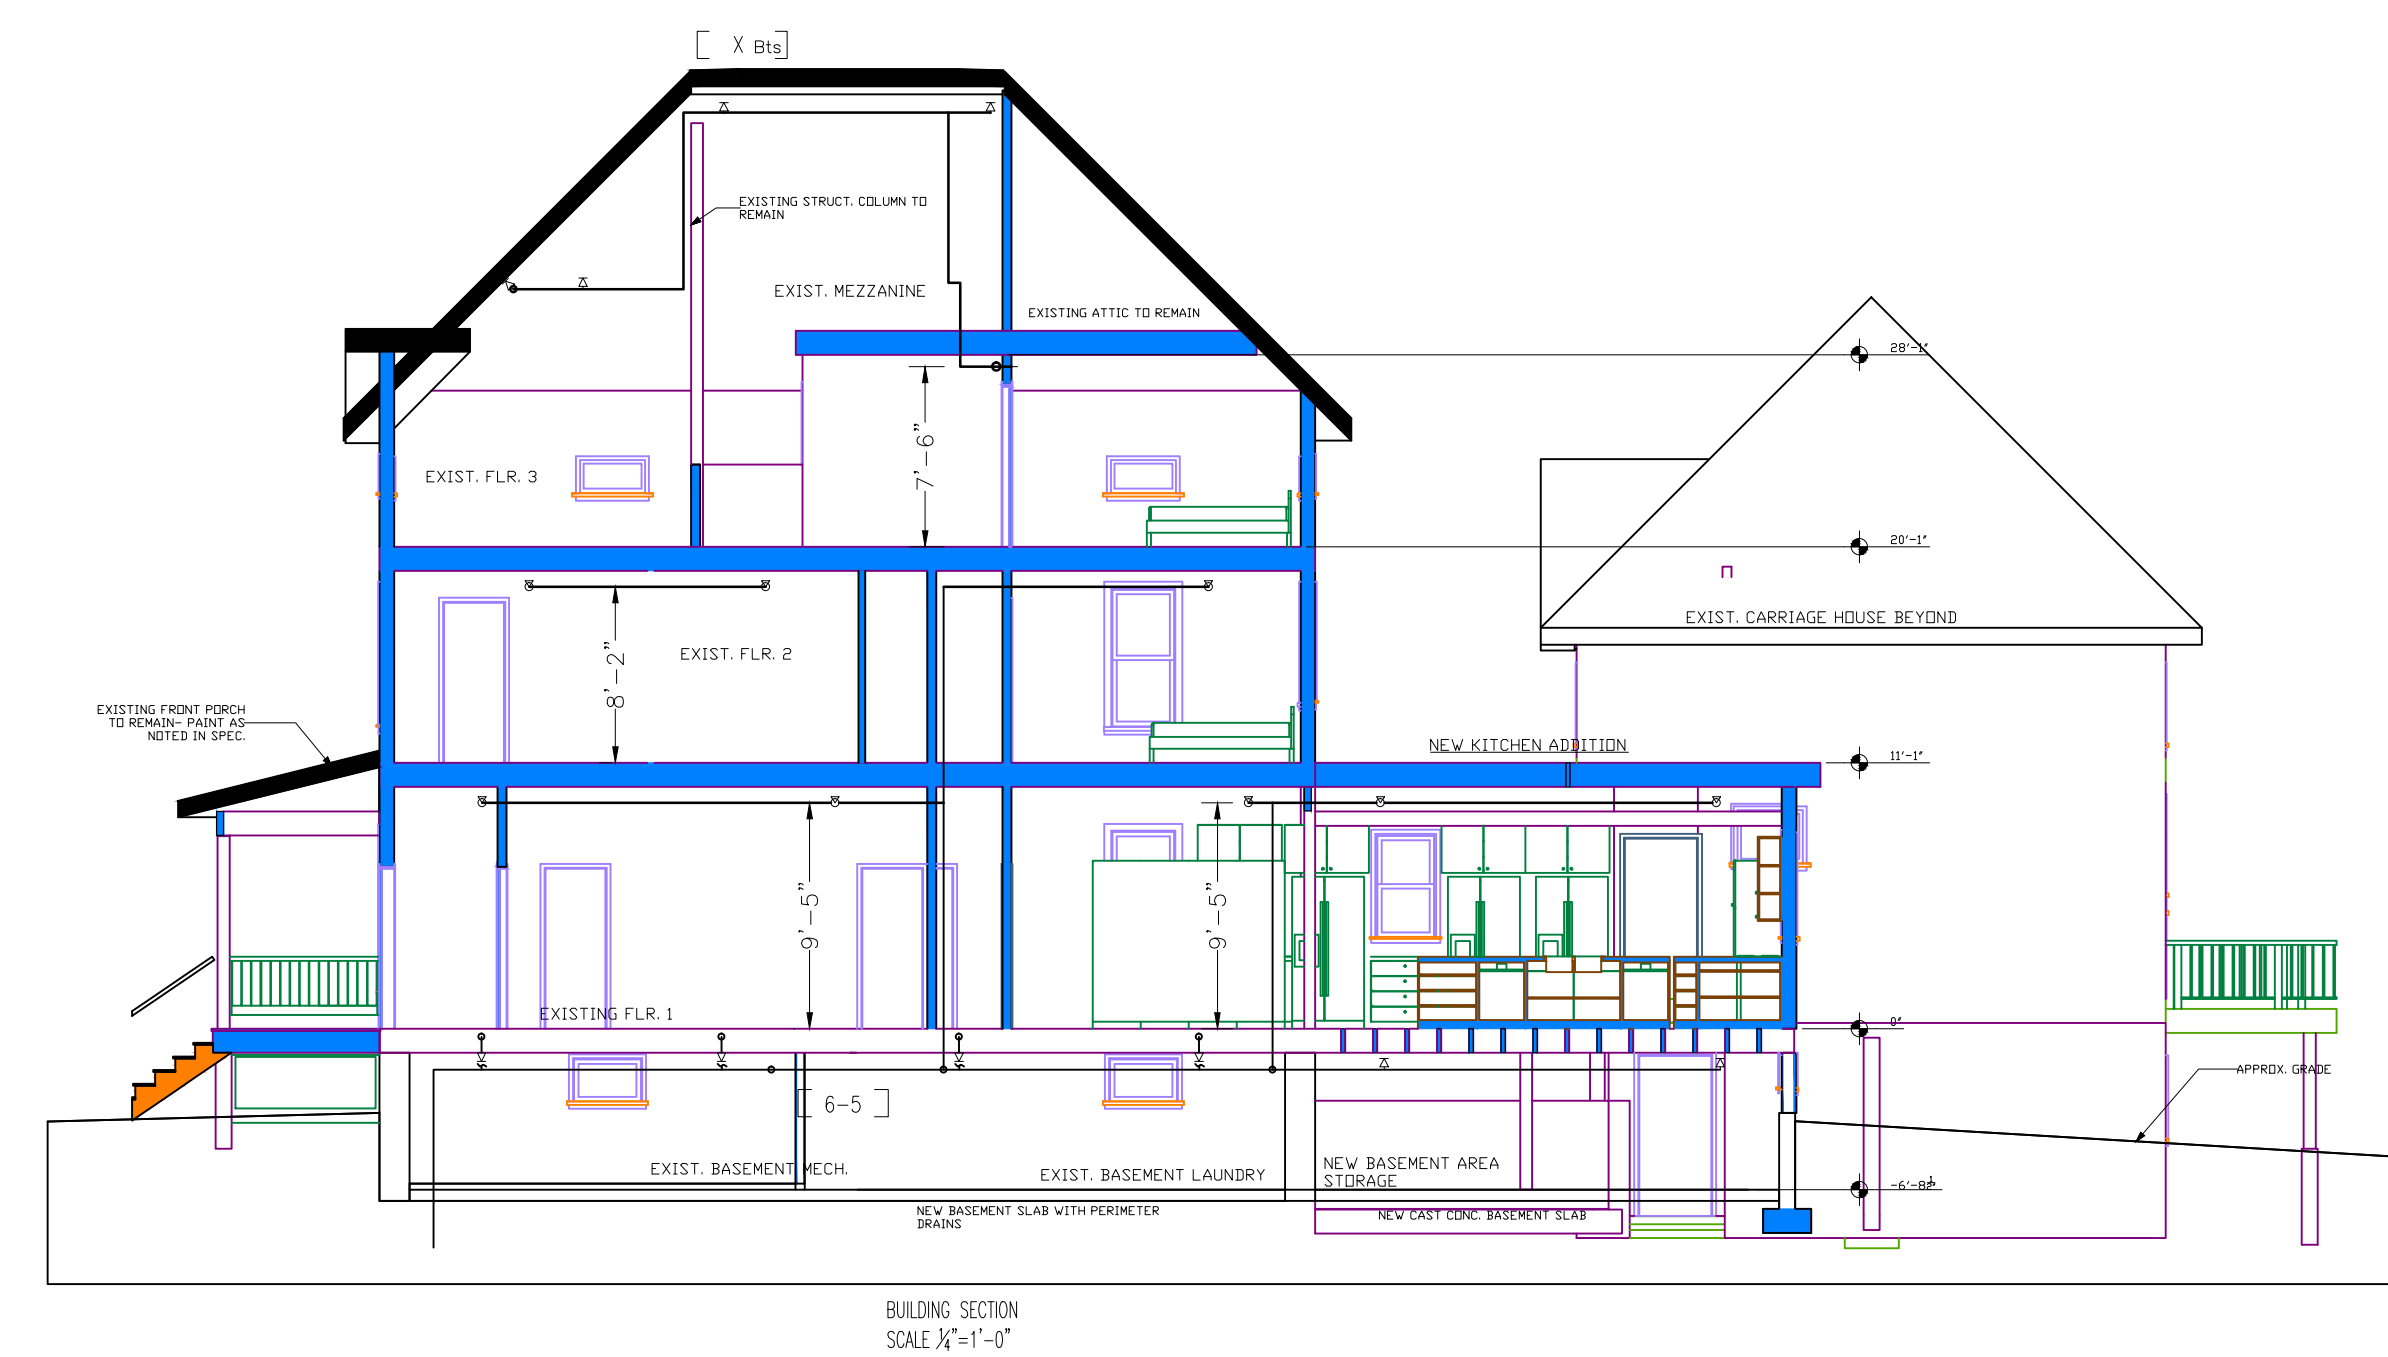 X Bts
EXISTING STRUCT. COLUMN TO
REMAIN
EXIST. MEZZANINE
EXISTING ATTIC TO REMAIN
28'-1"
7'-6"
EXIST. FLR. 3
20'-1"
EXIST. CARRIAGE HOUSE BEYOND
8'-2"
EXIST. FLR. 2
EXISTING FRONT PORCH
TO REMAIN- PAINT AS
NOTED IN SPEC.
NEW KITCHEN ADDITION
11'-1"
9'-5"
9'-5"
EXISTING FLR. 1
0"
APPROX. GRADE
6-5
EXIST. BASEMENT MECH.
EXIST. BASEMENT LAUNDRY
NEW BASEMENT AREA
STORAGE
-6'-8½"
NEW BASEMENT SLAB WITH PERIMETER
DRAINS
NEW CAST CONC. BASEMENT SLAB
BUILDING SECTION
SCALE ¼"=1'-0"